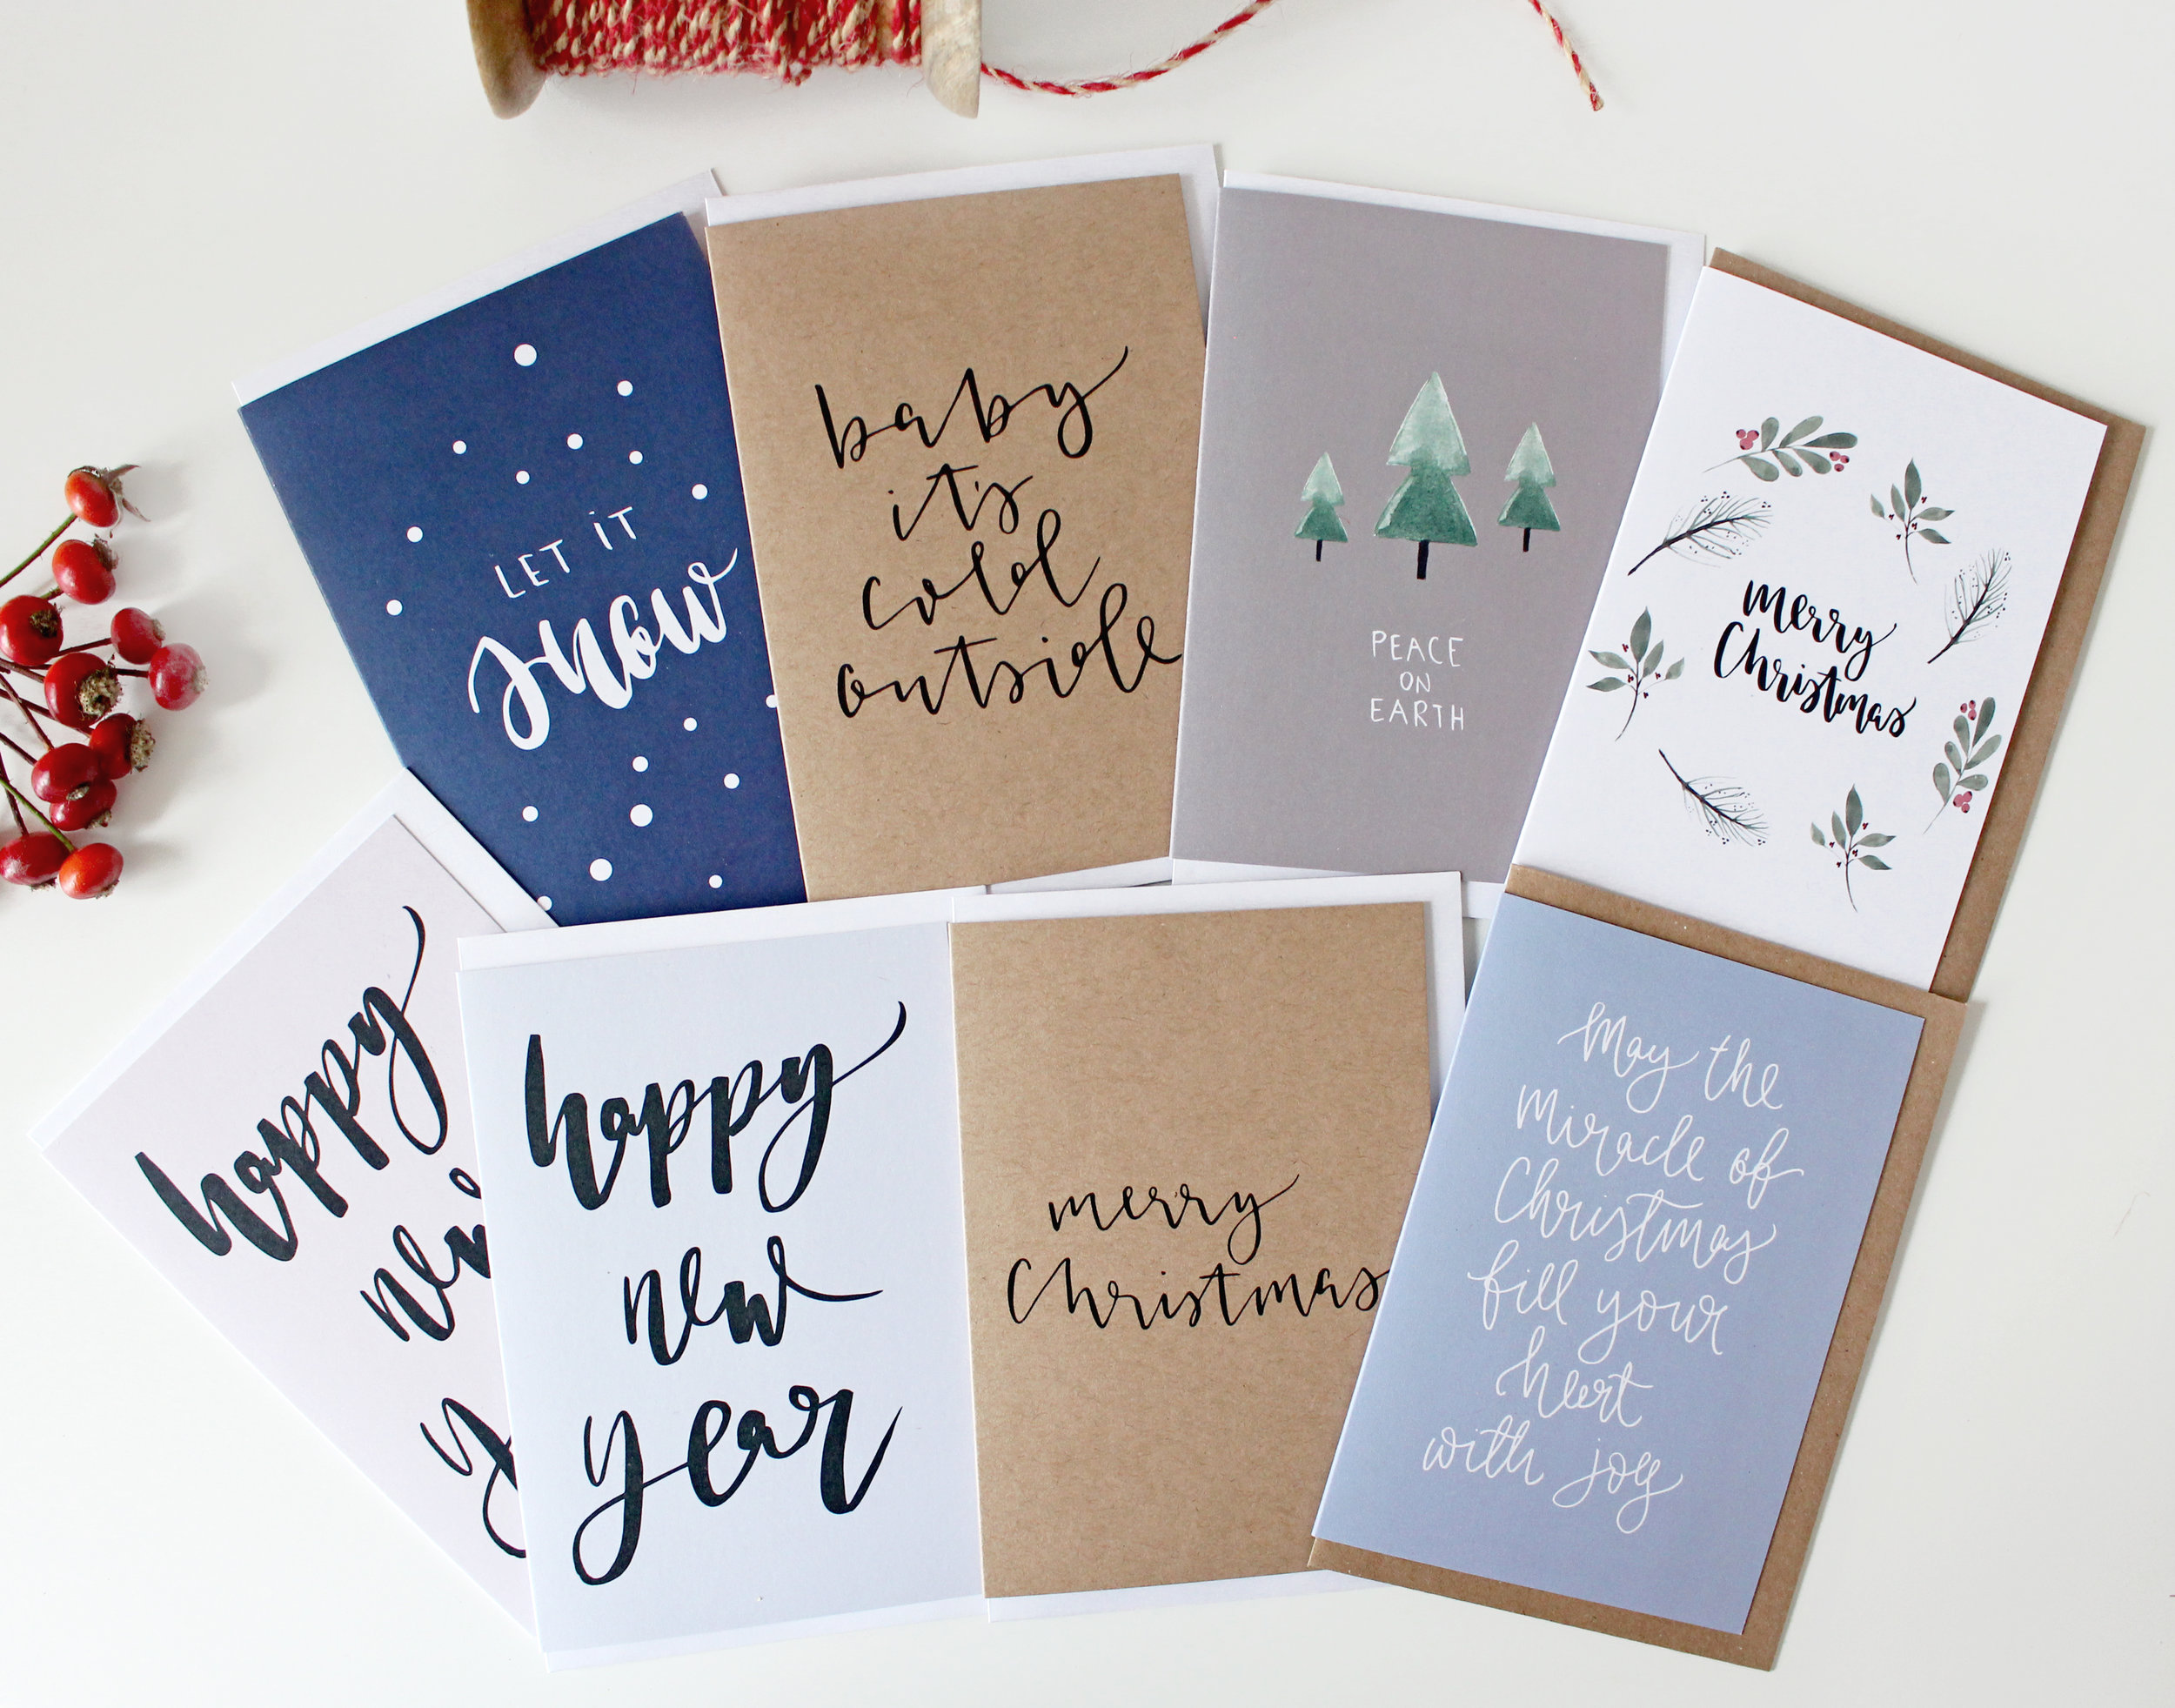 LET iT
snow
baby
it's
cold
outside
PEACE
ON
EARTH
merry
Christmas
happy
new
y
happy
new
year
merry
Christmas
May the
Miracle of
Christmas
fill your
heart
with joy